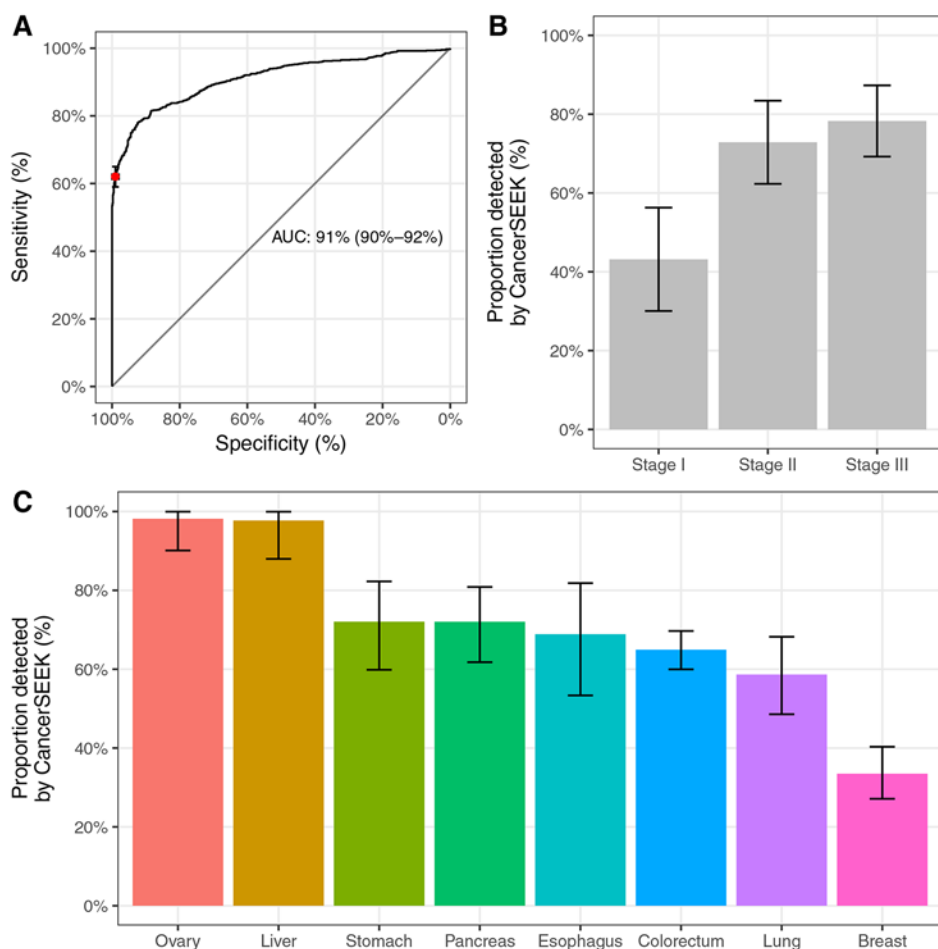 A
100%
80%
60%
40%
20%
0%
Sensitivity (%)
AUC: 91% (90%–92%)
100% 80% 60% 40% 20% 0%
Specificity (%)
B
100%
80%
60%
40%
20%
0%
Proportion detected
by CancerSEEK (%)
Stage I Stage II Stage III
C
100%
80%
60%
40%
20%
0%
Proportion detected
by CancerSEEK (%)
Ovary Liver Stomach Pancreas Esophagus Colorectum Lung Breast